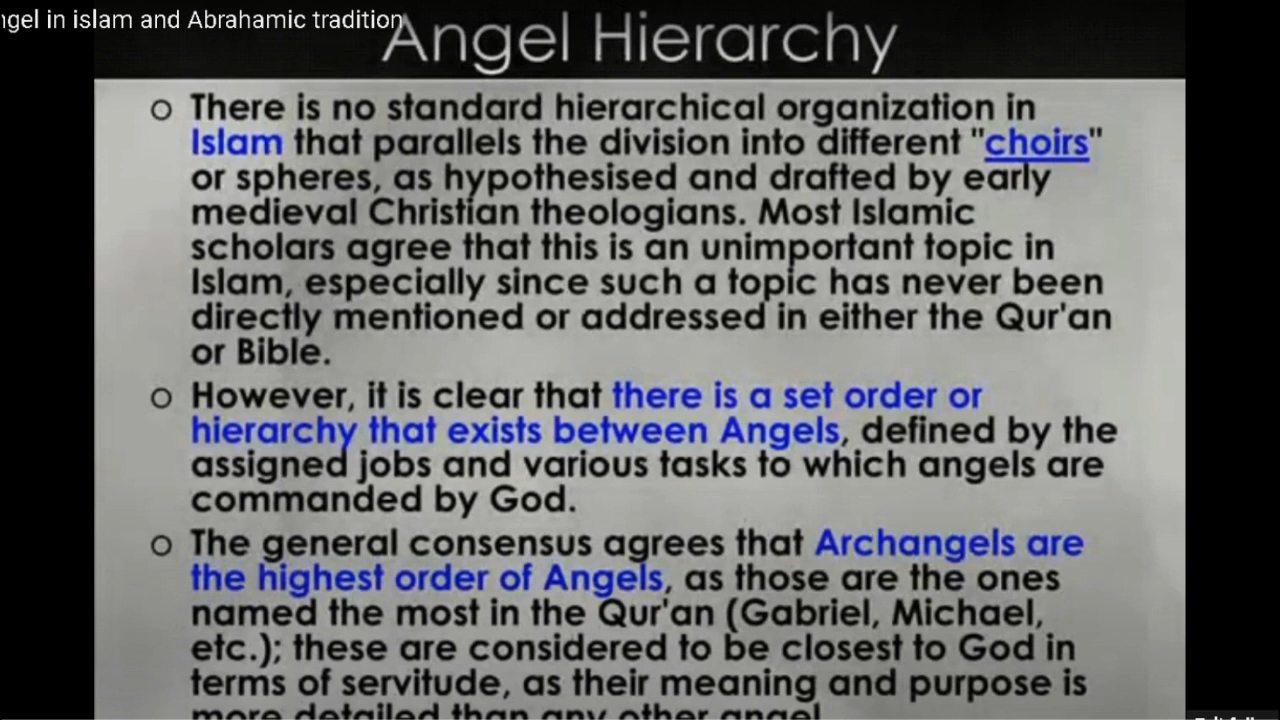 ngel in islam and Abrahamic tradition
Angel Hierarchy
o There is no standard hierarchical organization in
Islam that parallels the division into different "choirs"
or spheres, as hypothesised and drafted by early
medieval Christian theologians. Most Islamic
scholars agree that this is an unimportant topic in
Islam, especially since such a topic has never been
directly mentioned or addressed in either the Qur'an
or Bible.
o However, it is clear that there is a set order or
hierarchy that exists between Angels, defined by the
assigned jobs and various tasks to which angels are
commanded by God.
o The general consensus agrees that Archangels are
the highest order of Angels, as those are the ones
named the most in the Qur'an (Gabriel, Michael,
etc.); these are considered to be closest to God in
terms of servitude, as their meaning and purpose is
more detailed than any other angel